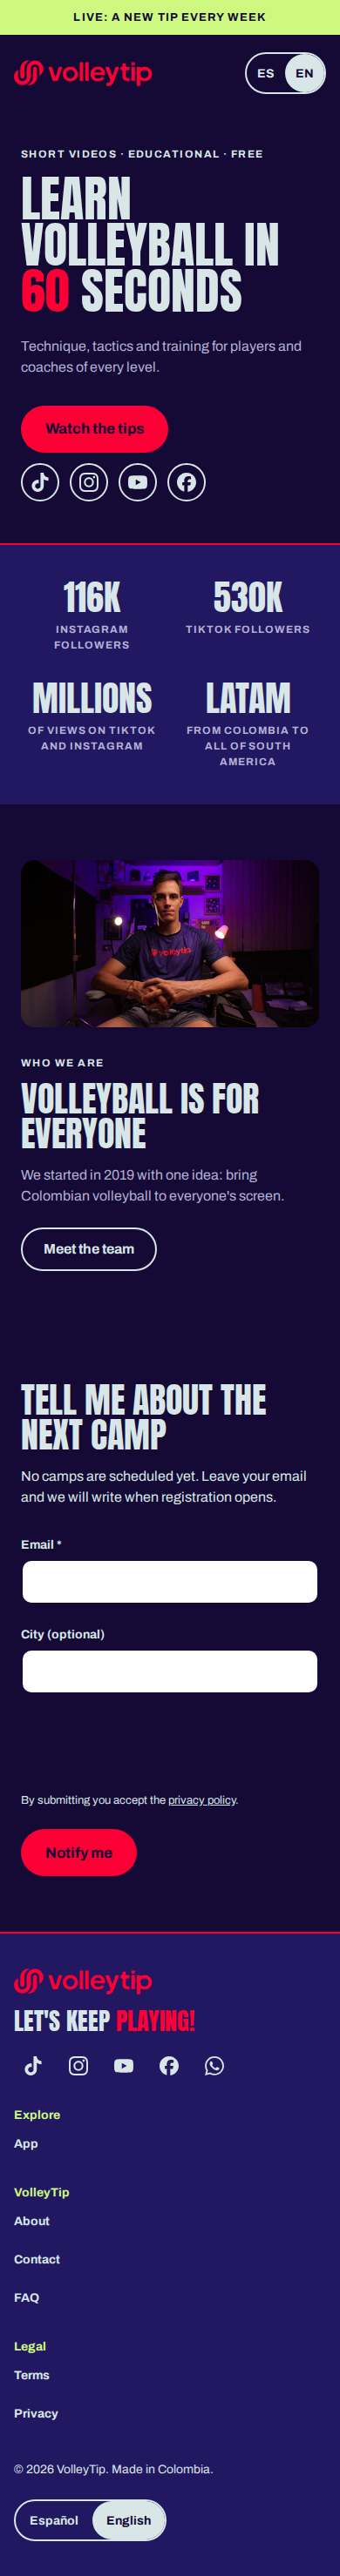 LIVE: A NEW TIP EVERY WEEK
volleytip
ES EN
SHORT VIDEOS · EDUCATIONAL · FREE
LEARN
VOLLEYBALL IN
60 SECONDS
Technique, tactics and training for players and
coaches of every level.
Watch the tips
116K
INSTAGRAM
FOLLOWERS
530K
TIKTOK FOLLOWERS
MILLIONS
OF VIEWS ON TIKTOK
AND INSTAGRAM
LATAM
FROM COLOMBIA TO
ALL OF SOUTH
AMERICA
volleytip
WHO WE ARE
VOLLEYBALL IS FOR
EVERYONE
We started in 2019 with one idea: bring
Colombian volleyball to everyone's screen.
Meet the team
TELL ME ABOUT THE
NEXT CAMP
No camps are scheduled yet. Leave your email
and we will write when registration opens.
Email *
City (optional)
By submitting you accept the privacy policy.
Notify me
volleytip
LET'S KEEP PLAYING!
Explore
App
VolleyTip
About
Contact
FAQ
Legal
Terms
Privacy
© 2026 VolleyTip. Made in Colombia.
Español English